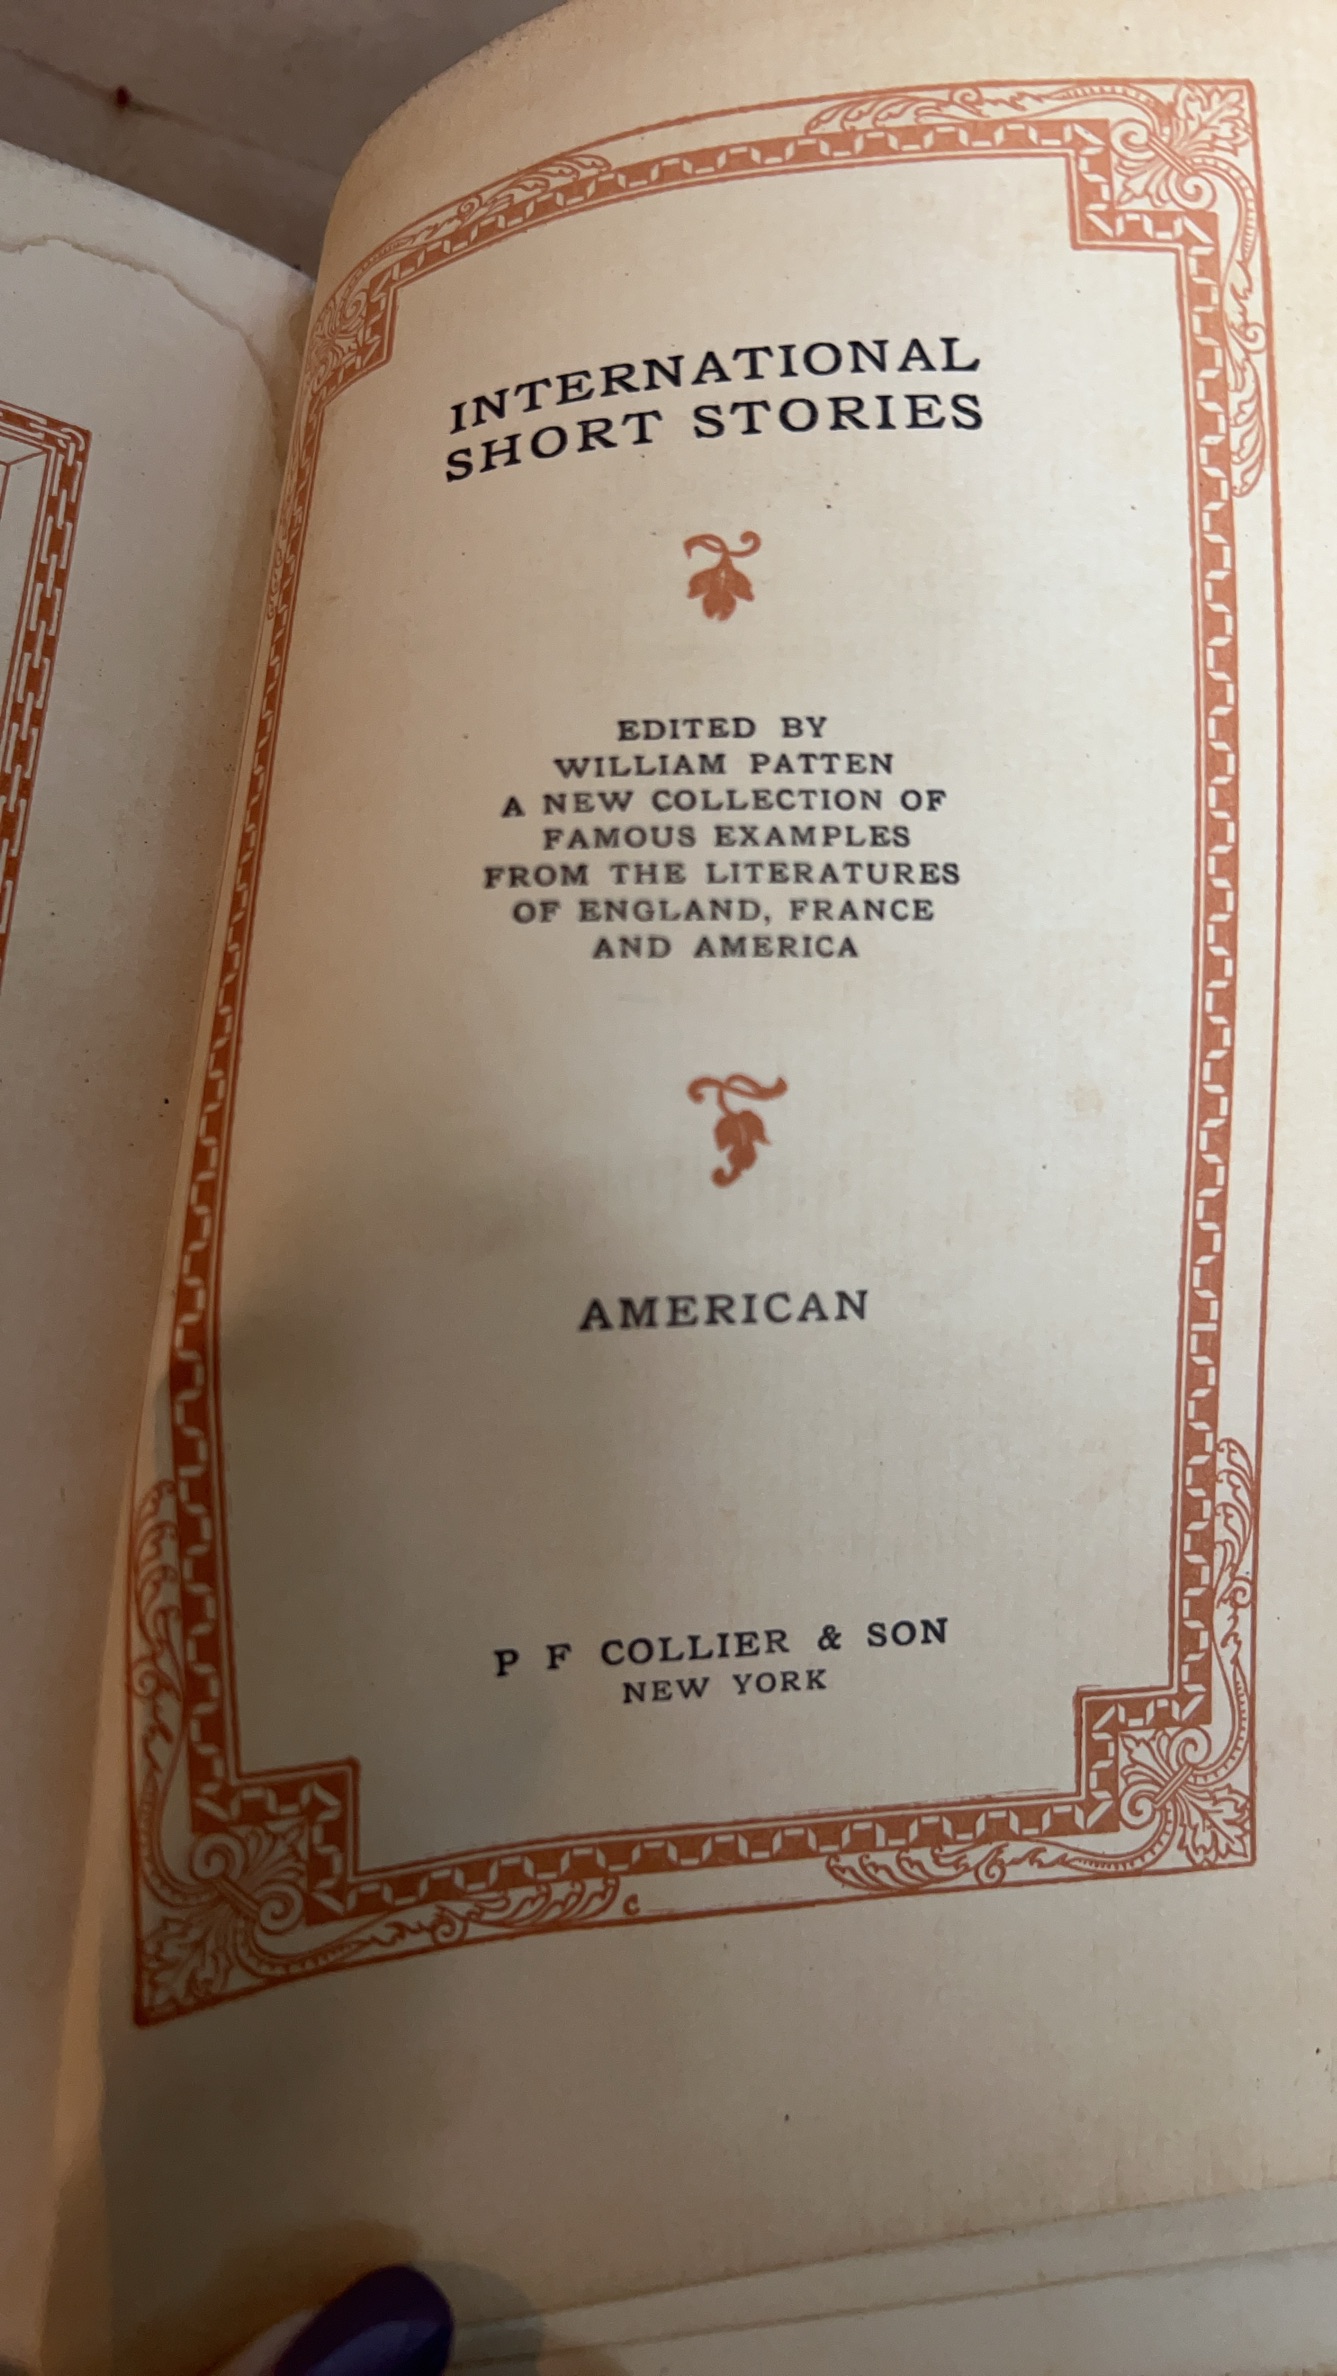 INTERNATIONAL
SHORT STORIES
EDITED BY
WILLIAM PATTEN
A NEW COLLECTION OF
FAMOUS EXAMPLES
FROM THE LITERATURES
OF ENGLAND, FRANCE
AND AMERICA
AMERICAN
P F COLLIER & SON
NEW YORK
C